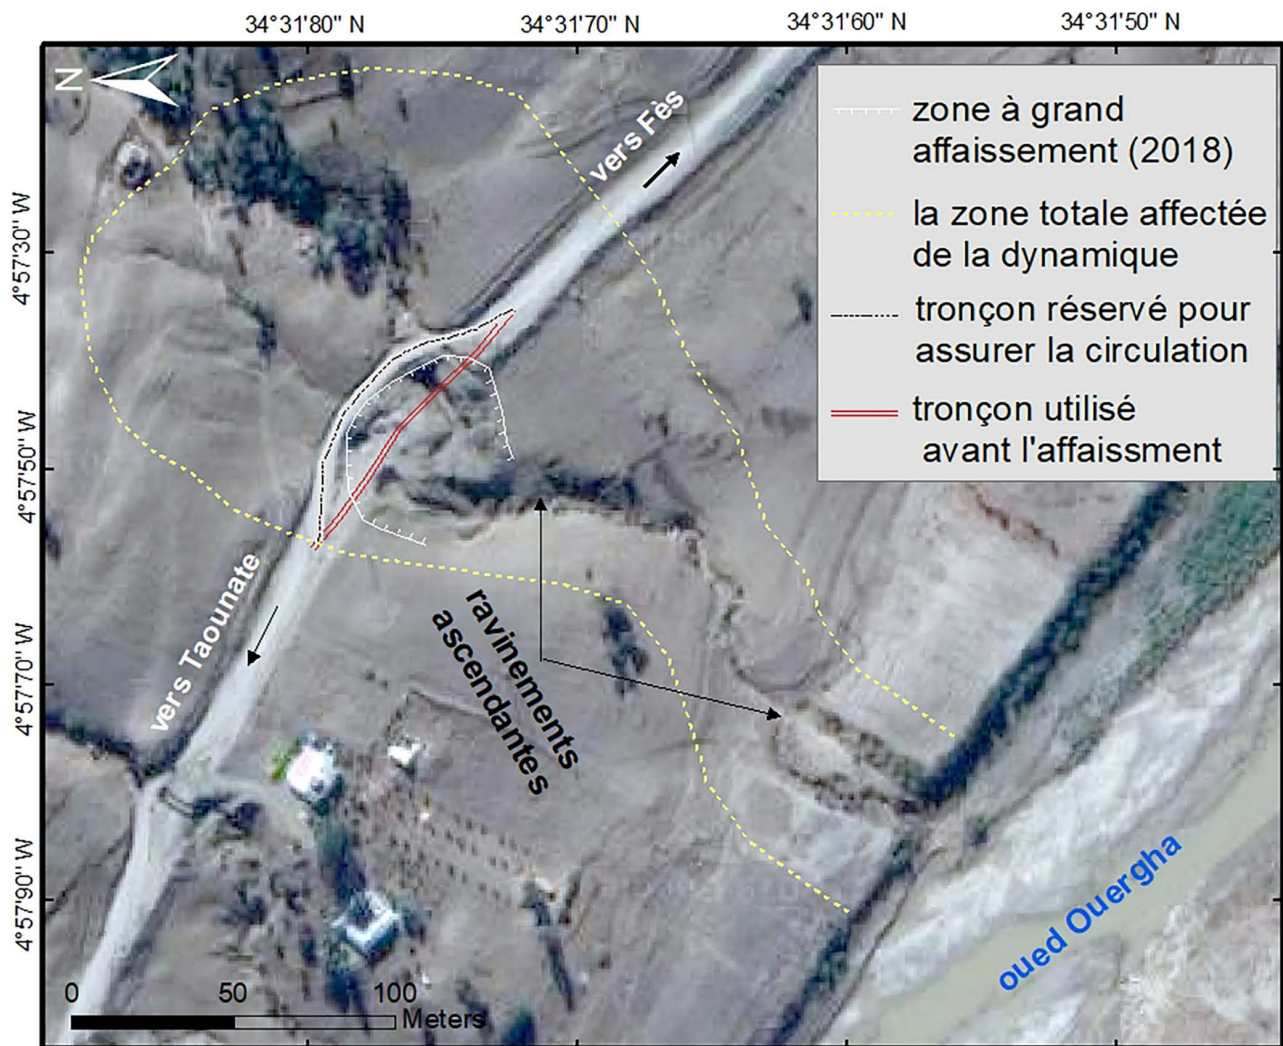 34°31'80" N
34°31'70" N
34°31'60" N
34°31'50" N
N
4°57'30" W
4°57'50" W
4°57'70" W
4°57'90" W
vers Fès
zone à grand
affaissement (2018)
la zone totale affectée
de la dynamique
tronçon réservé pour
assurer la circulation
tronçon utilisé
avant l'affaissment
vers Taounate
ravinements
ascendantes
oued Ouergha
0 50 100
Meters